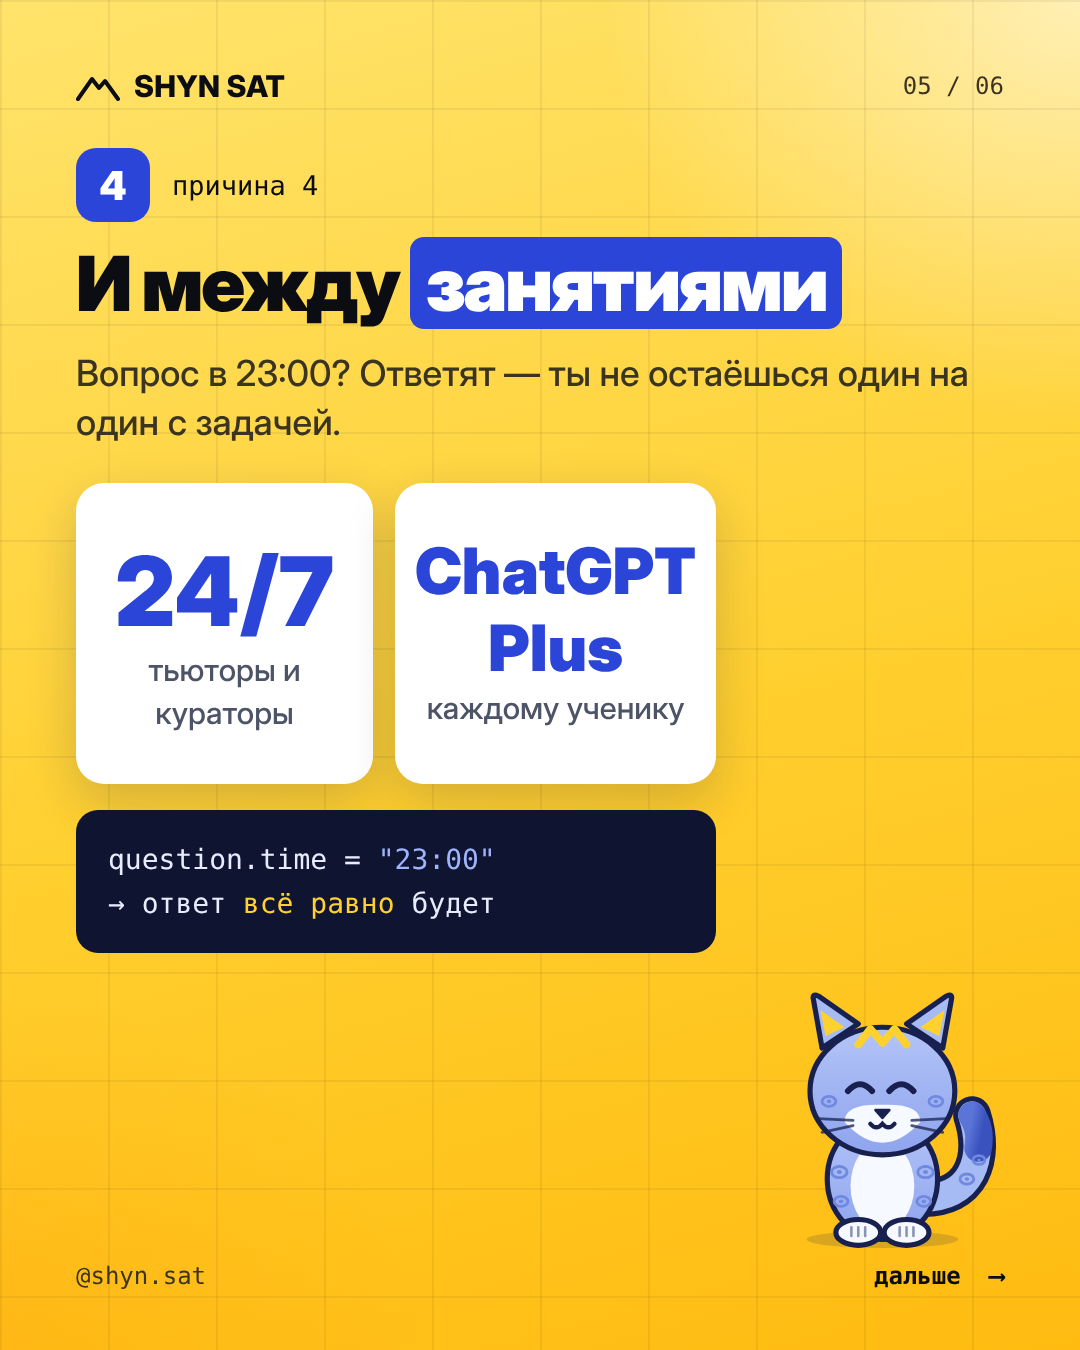 SHYN SAT
05 / 06
4
причина 4
И между занятиями
Вопрос в 23:00? Ответят — ты не остаёшься один на
один с задачей.
24/7
тьюторы и
кураторы
ChatGPT
Plus
каждому ученику
question.time = "23:00"
→ ответ всё равно будет
@shyn.sat
дальше →